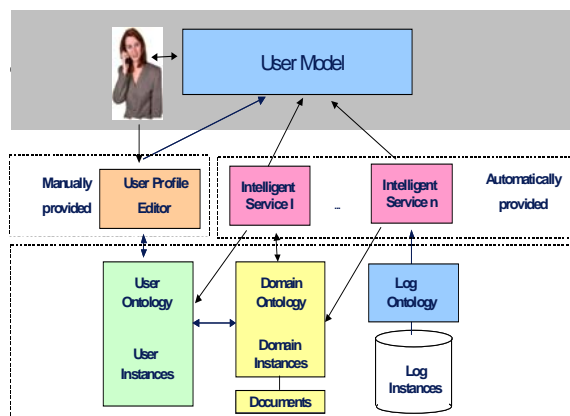 User Model
Manually
provided
User Profile
Editor
Intelligent
Service I
...
Intelligent
Service n
Automatically
provided
User
Ontology
User
Instances
Domain
Ontology
Domain
Instances
Documents
Log
Ontology
Log
Instances